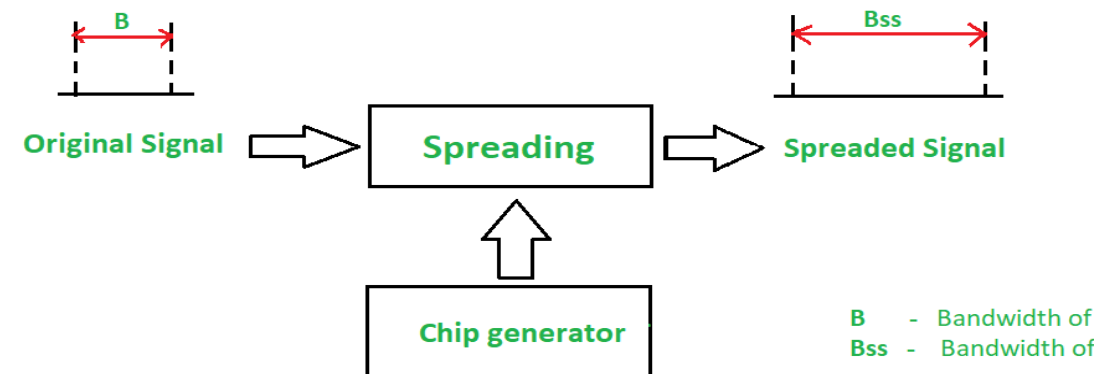 B
Bss
Original Signal
Spreading
Spreaded Signal
Chip generator
B - Bandwidth of
Bss - Bandwidth of